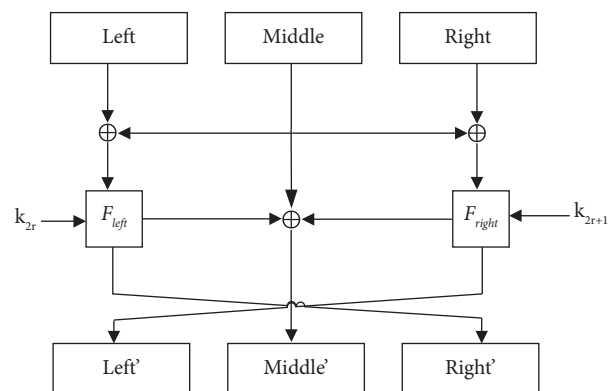 Left Middle Right
k2r Fleft Fright k2r+1
Left’ Middle’ Right’